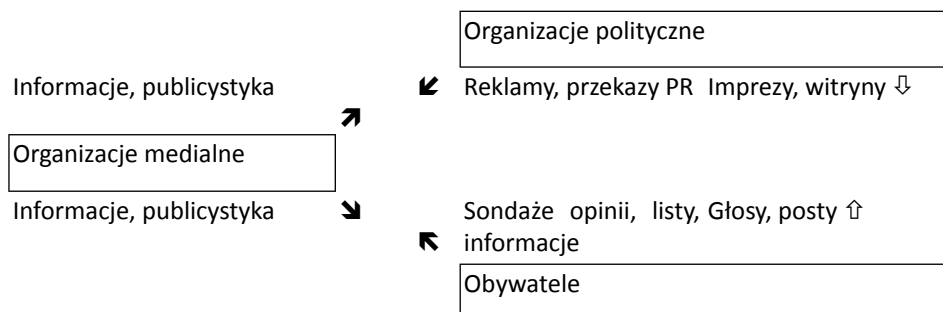 Organizacje polityczne
Informacje, publicystyka
Reklamy, przekazy PR Imprezy, witryny
Organizacje medialne
Informacje, publicystyka
Sondaże opinii, listy, Głosy, posty
informacje
Obywatele